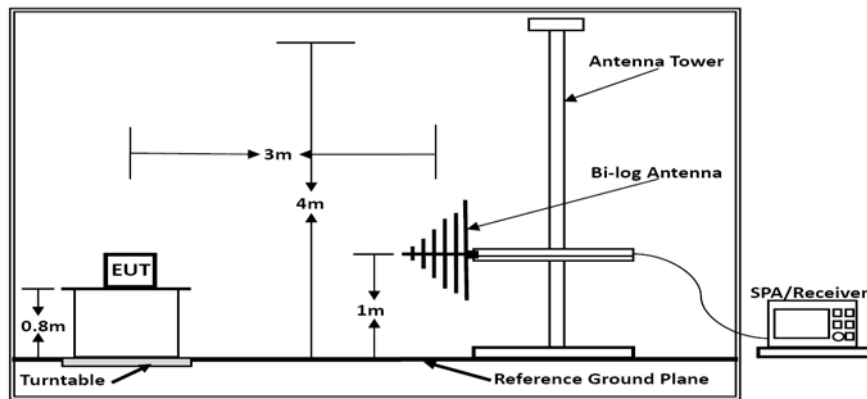 Antenna Tower
3m
Bi-log Antenna
4m
EUT
1m
SPA/Receiver
0.8m
Turntable
Reference Ground Plane